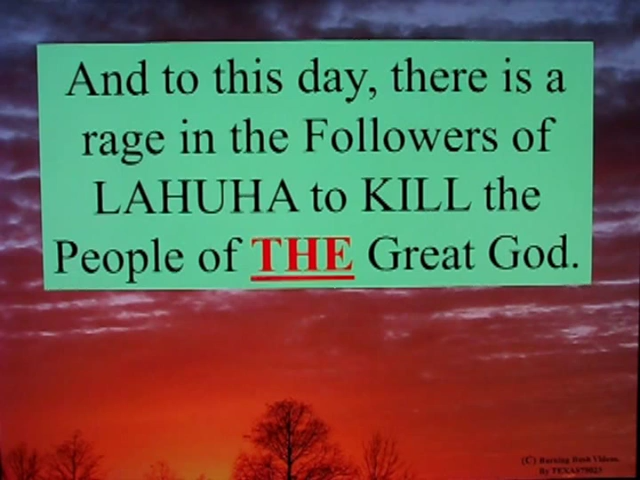 And to this day, there is a
rage in the Followers of
LAHUHA to KILL the
People of THE Great God.
(C) Burning Bush Videos.